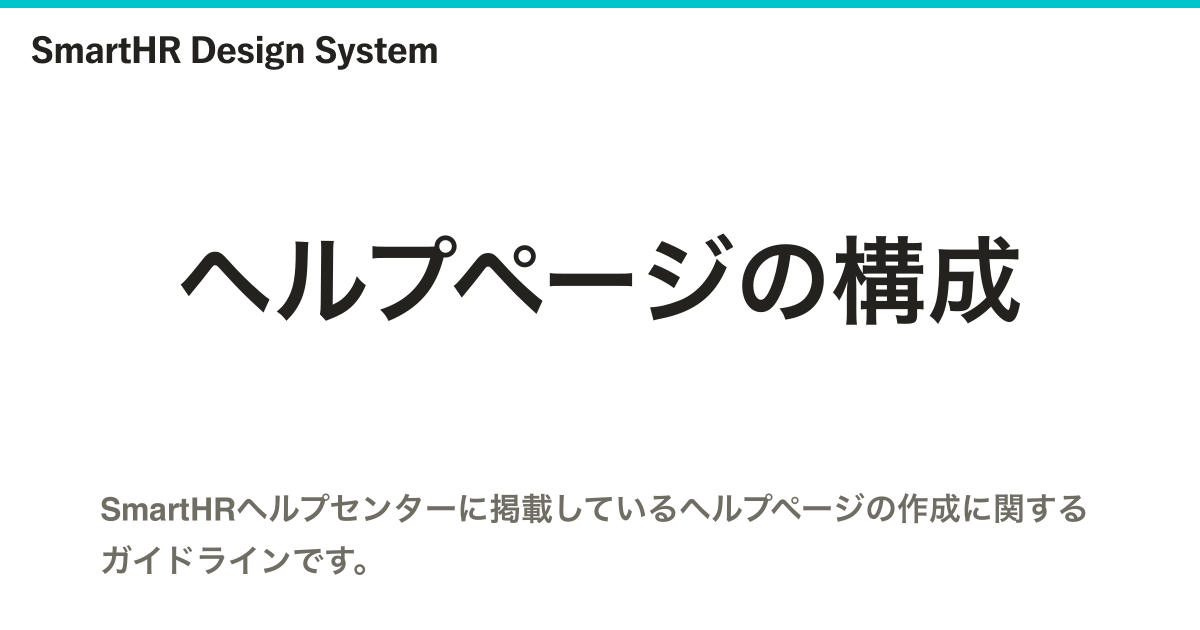 SmartHR Design System
ヘルプページの構成
SmartHRヘルプセンターに掲載しているヘルプページの作成に関する
ガイドラインです。